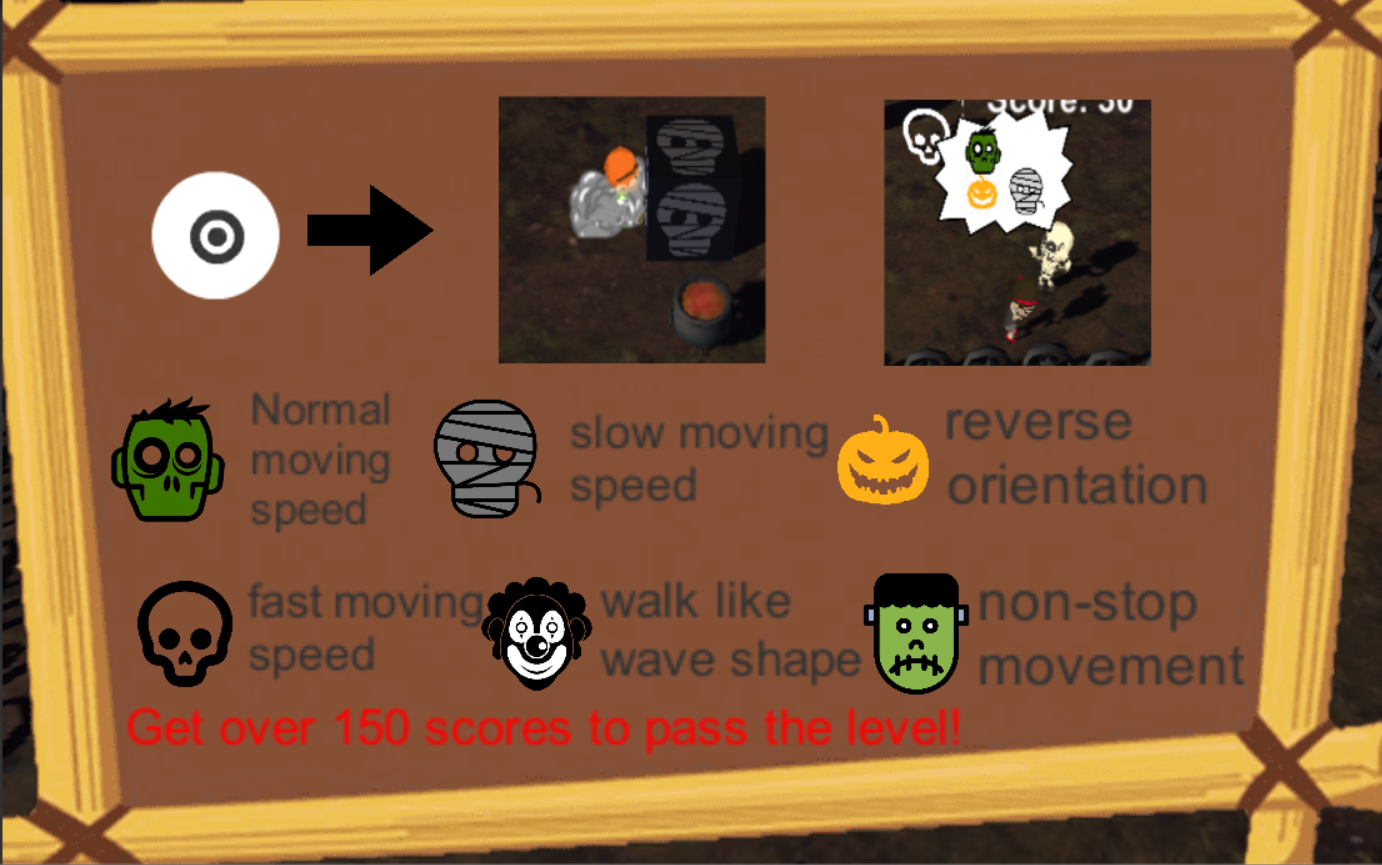 Score: 50
Normal
moving
speed
slow moving
speed
reverse
orientation
fast moving
speed
walk like
wave shape
non-stop
movement
Get over 150 scores to pass the level!